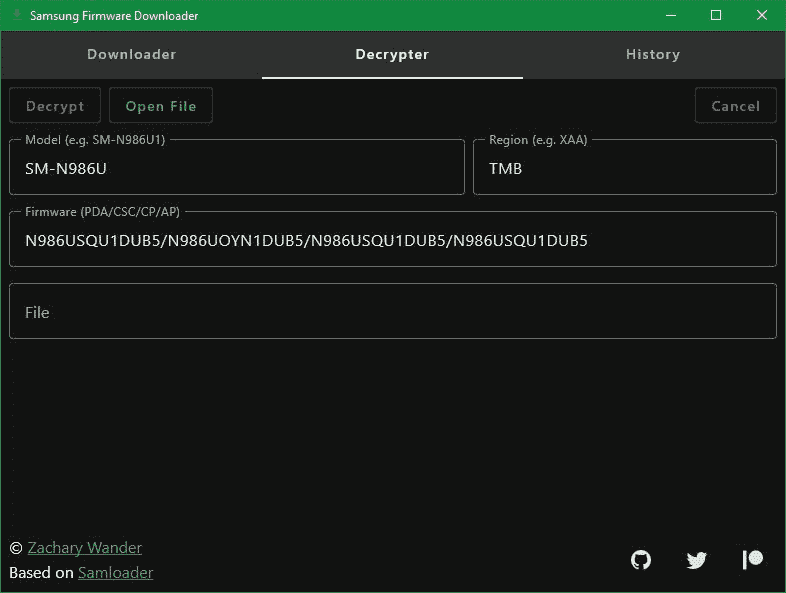 Samsung Firmware Downloader
Downloader Decrypter History
Decrypt Open File Cancel
Model (e.g. SM-N986U1) Region (e.g. XAA)
SM-N986U TMB
Firmware (PDA/CSC/CP/AP)
N986USQU1DUB5/N986UOYN1DUB5/N986USQU1DUB5/N986USQU1DUB5
File
© Zachary Wander
Based on Samloader